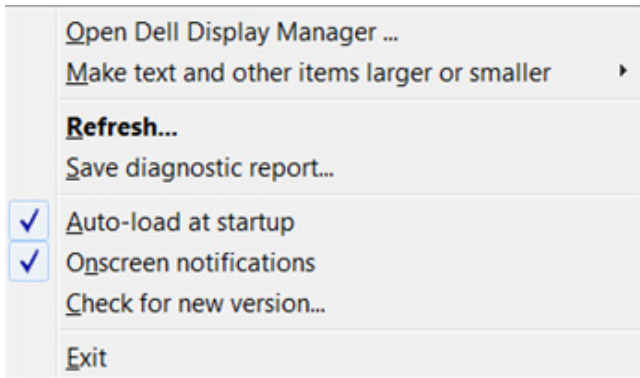 Open Dell Display Manager ...
Make text and other items larger or smaller
Refresh...
Save diagnostic report...
Auto-load at startup
Onscreen notifications
Check for new version...
Exit